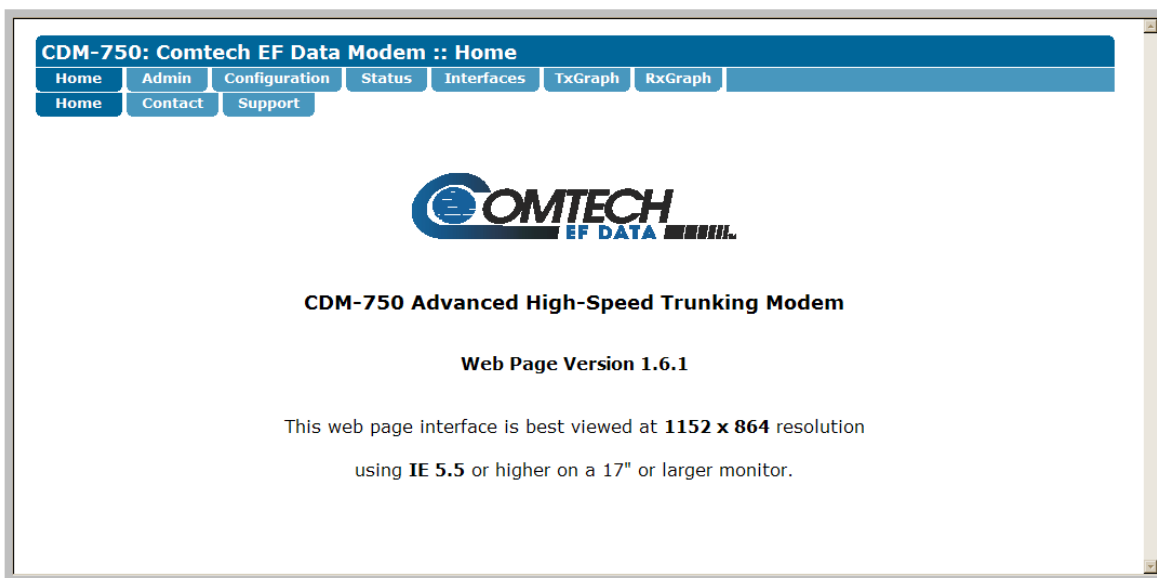 CDM-750: Comtech EF Data Modem :: Home
Home Admin Configuration Status Interfaces TxGraph RxGraph
Home Contact Support
COMTECH
EF DATA
CDM-750 Advanced High-Speed Trunking Modem
Web Page Version 1.6.1
This web page interface is best viewed at 1152 x 864 resolution
using IE 5.5 or higher on a 17" or larger monitor.